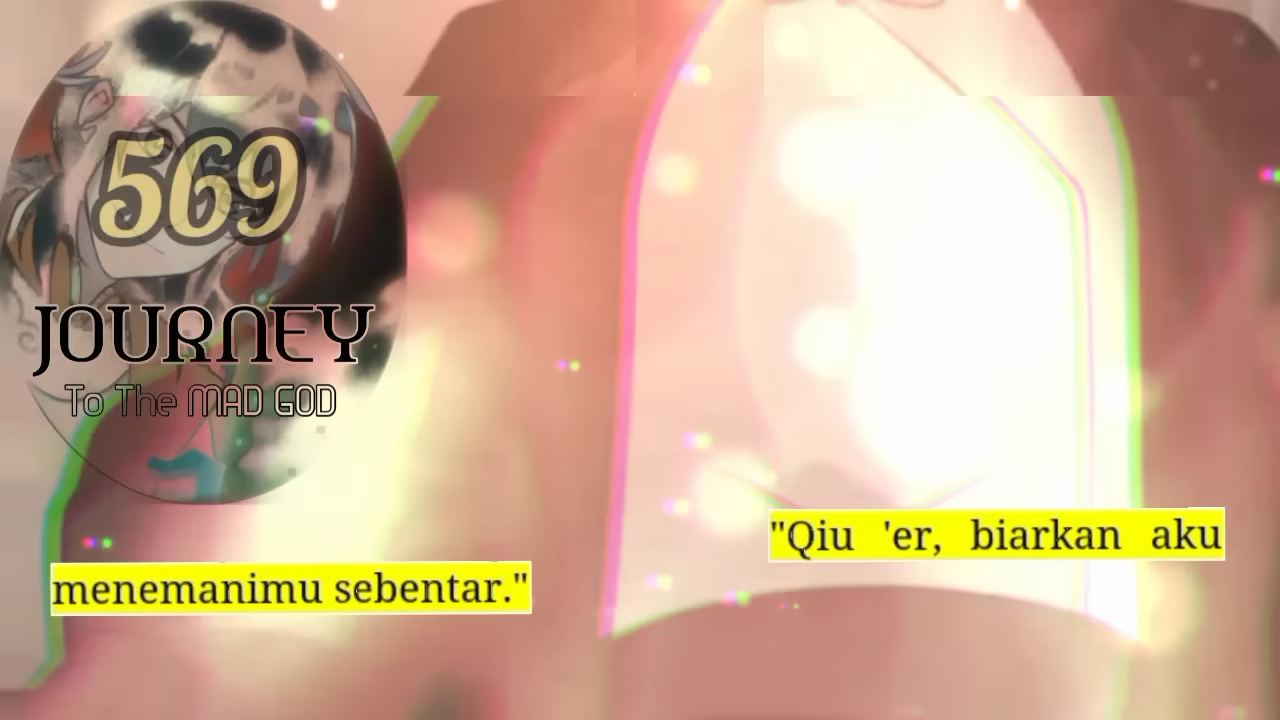 569
JOURNEY
To The MAD GOD
"Qiu 'er, biarkan aku
menemanimu sebentar."